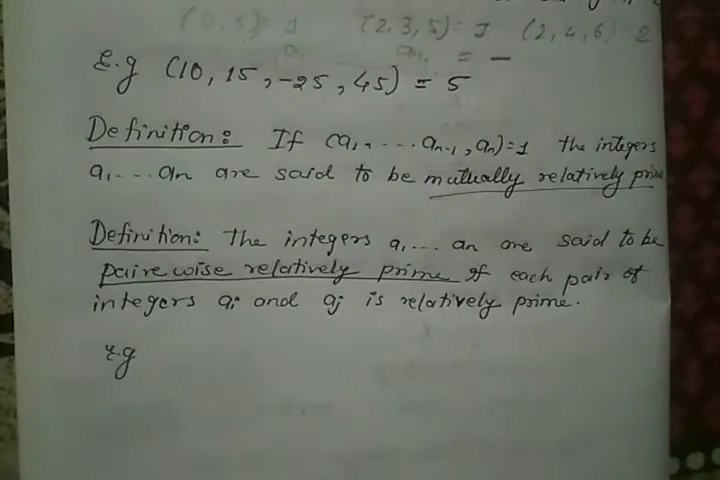 (2, 3, 5) = 1 (2, 4, 6) 2
E.g (10, 15, -25, 45) = 5
Definition: If (a1, ... an-1, an) = 1 the integers
a1 ... an are said to be mutually relatively prime
Definition: The integers a1 ... an are said to be
paire wise relatively prime if each pair of
integers ai and aj is relatively prime.
E.g